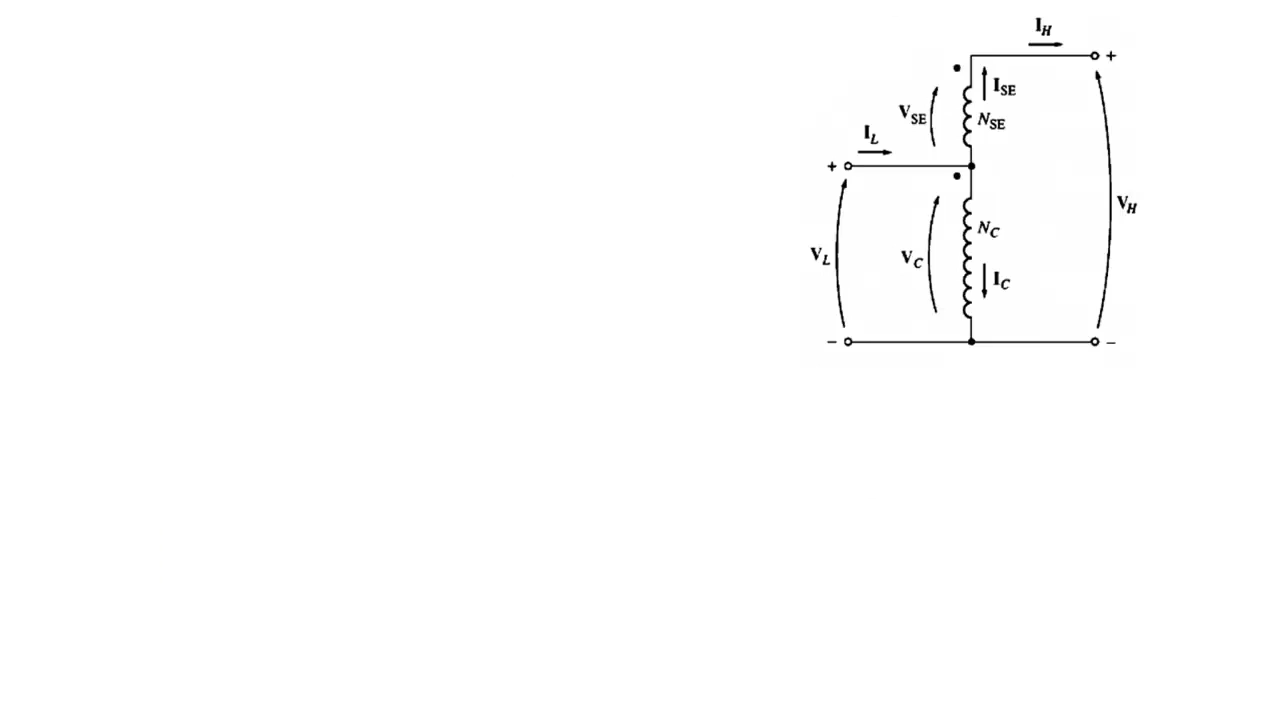 I_H
+
I_SE
V_SE
N_SE
I_L
+
N_C
V_H
V_L
V_C
I_C
−
−